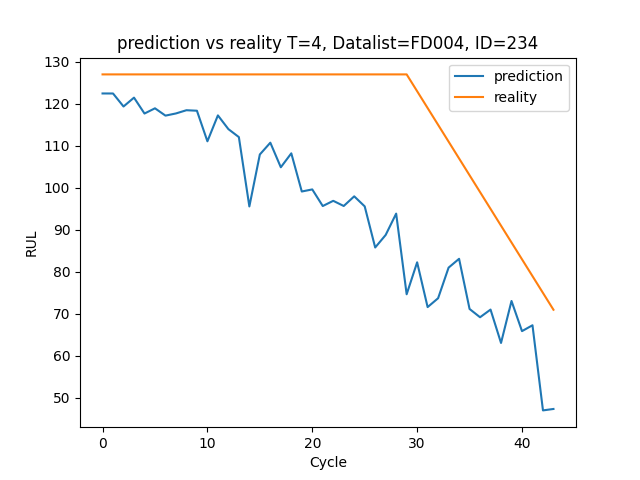 prediction vs reality T=4, Datalist=FD004, ID=234
prediction
reality
130
120
110
100
90
80
70
60
50
RUL
0 10 20 30 40
Cycle